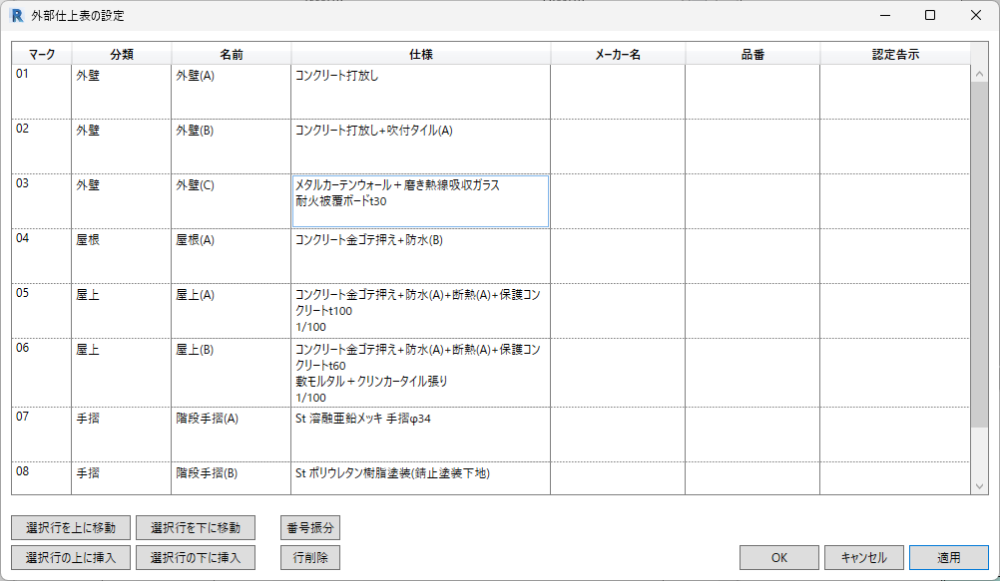 外部仕上表の設定
マーク 分類 名前 仕様 メーカー名 品番 認定告示
01 外壁 外壁(A) コンクリート打放し
02 外壁 外壁(B) コンクリート打放し+吹付タイル(A)
03 外壁 外壁(C) メタルカーテンウォール＋磨き熱線吸収ガラス
耐火被覆ボードt30
04 屋根 屋根(A) コンクリート金ゴテ押え+防水(B)
05 屋上 屋上(A) コンクリート金ゴテ押え+防水(A)+断熱(A)+保護コン
クリートt100
1/100
06 屋上 屋上(B) コンクリート金ゴテ押え+防水(A)+断熱(A)+保護コン
クリートt60
敷モルタル＋クリンカータイル張り
1/100
07 手摺 階段手摺(A) St 溶融亜鉛メッキ 手摺φ34
08 手摺 階段手摺(B) St ポリウレタン樹脂塗装(錆止塗装下地)
選択行を上に移動 選択行を下に移動 番号振分
選択行の上に挿入 選択行の下に挿入 行削除 OK キャンセル 適用